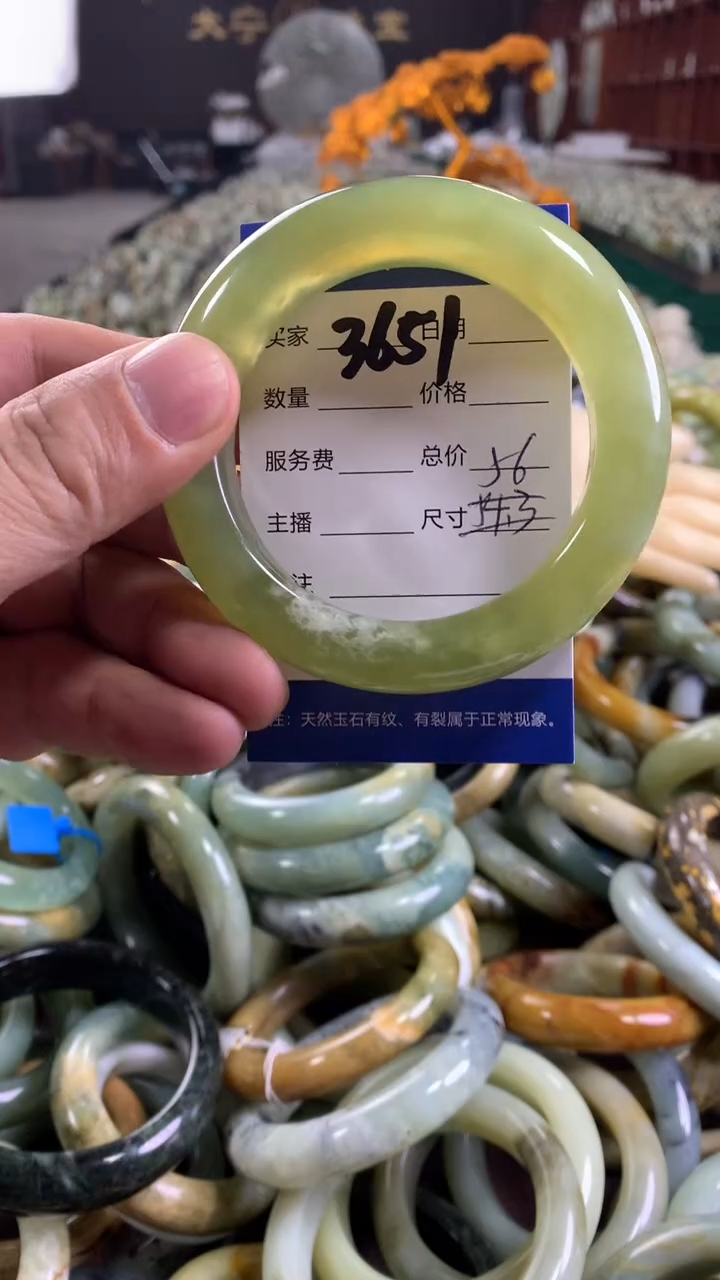 买家 3651 日期
数量 价格
服务费 总价 56
主播 尺寸
注
注：天然玉石有纹、有裂属于正常现象。